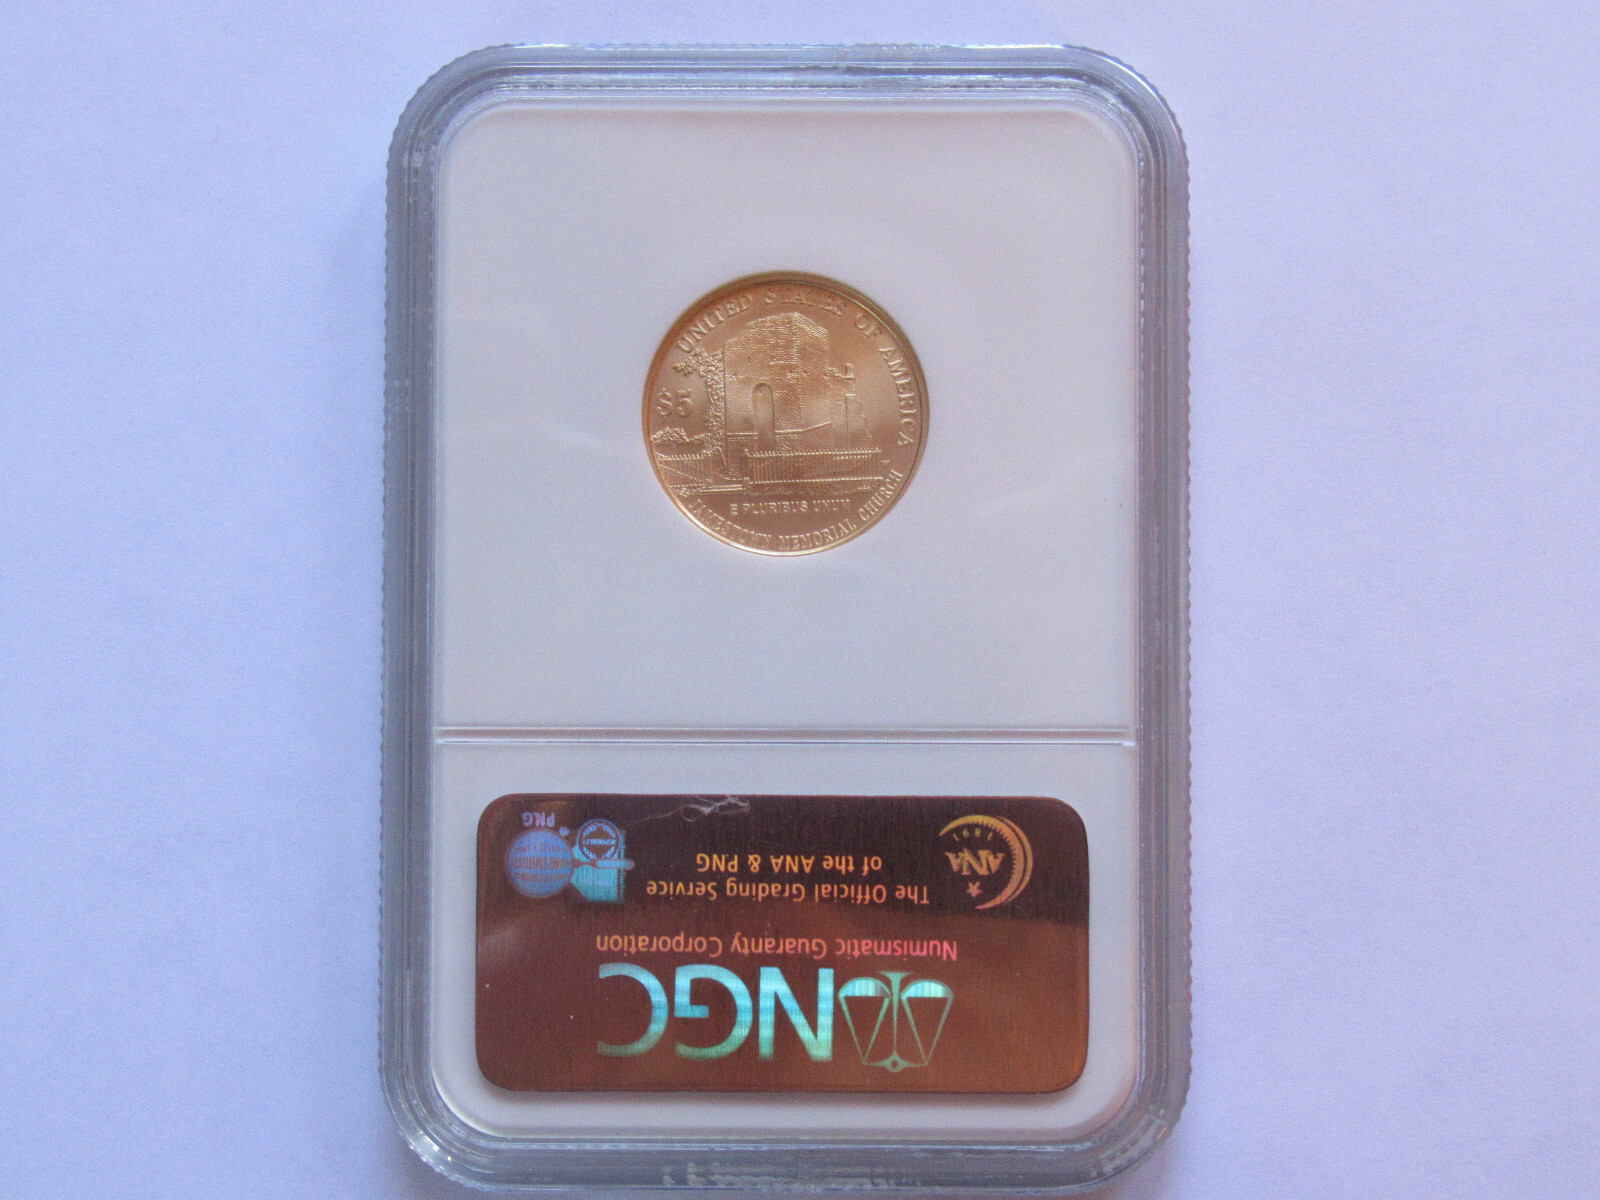 UNITED STATES OF AMERICA
$5
E PLURIBUS UNUM
JAMESTOWN MEMORIAL CHURCH
NGC
Numismatic Guaranty Corporation
The Official Grading Service
of the ANA & PNG
ANA
1891
PNG